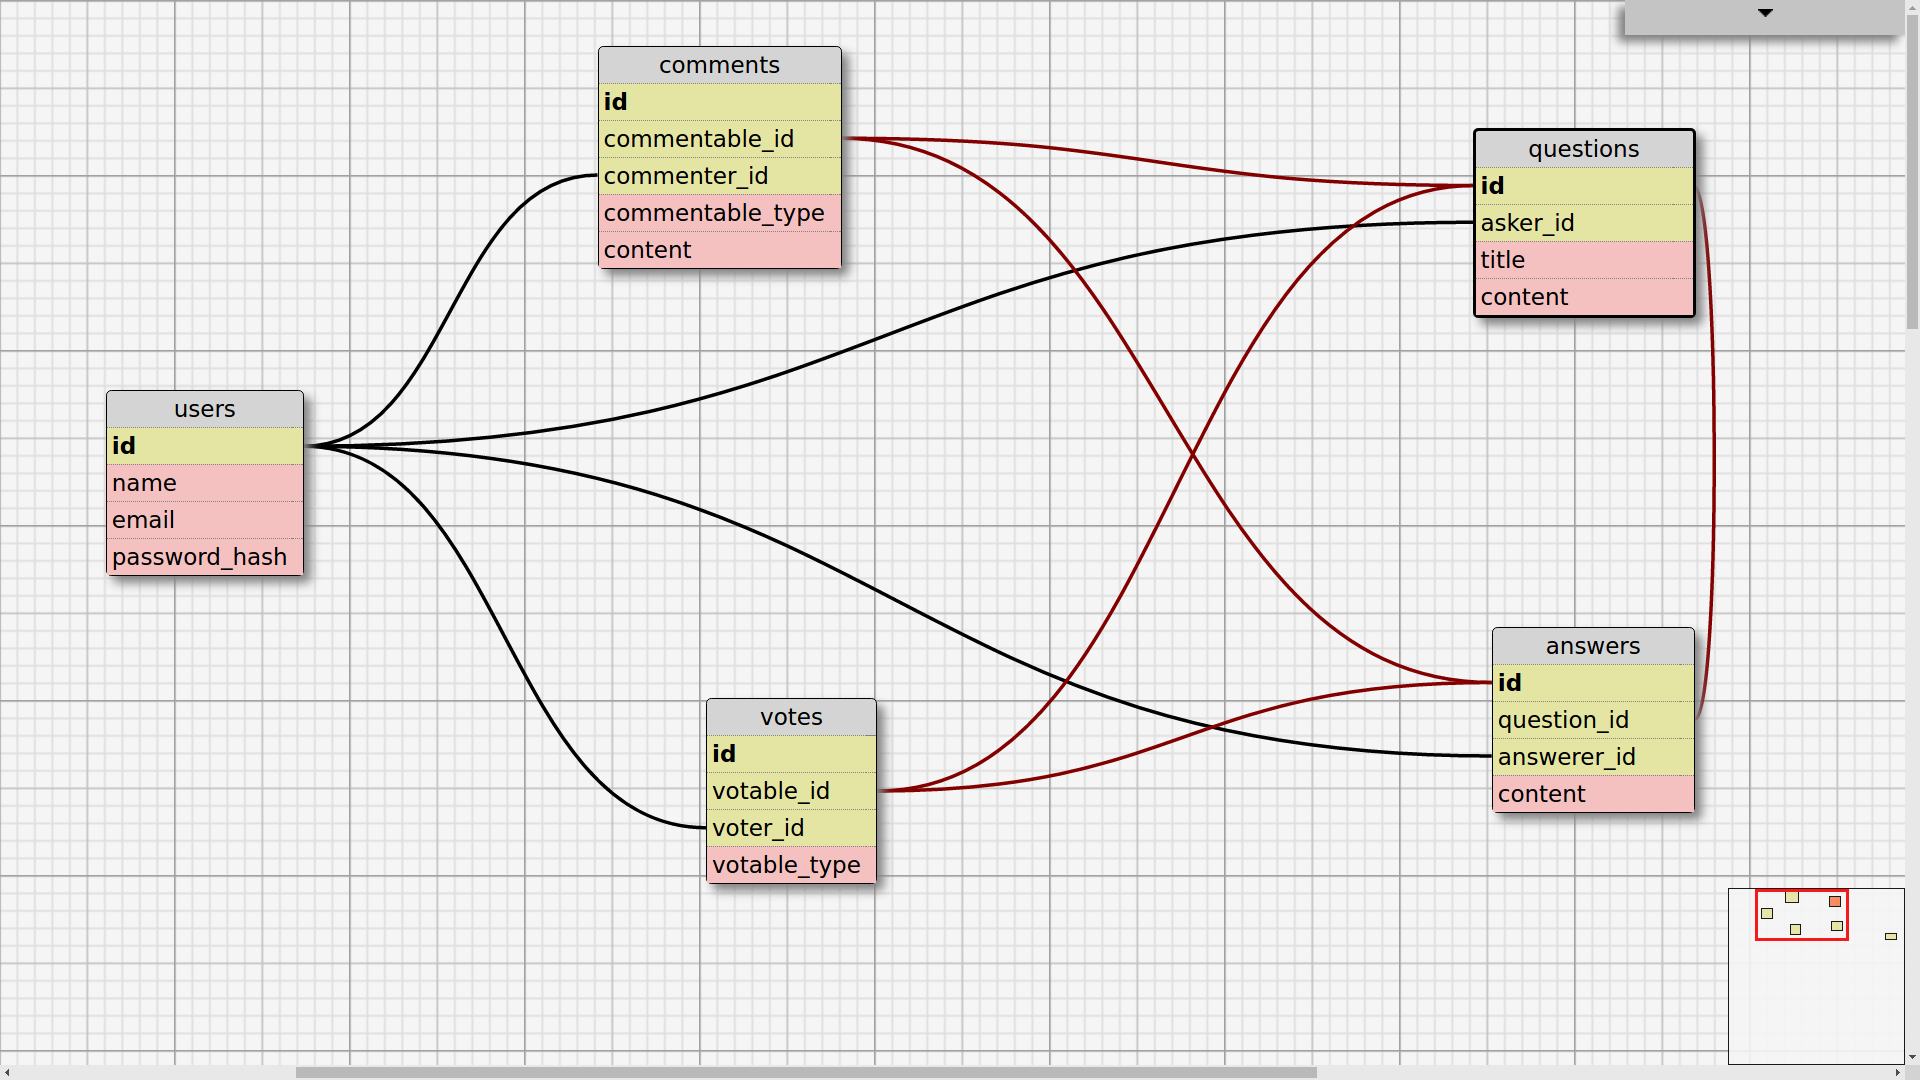 comments
id
commentable_id
commenter_id
commentable_type
content
questions
id
asker_id
title
content
users
id
name
email
password_hash
answers
id
question_id
answerer_id
content
votes
id
votable_id
voter_id
votable_type